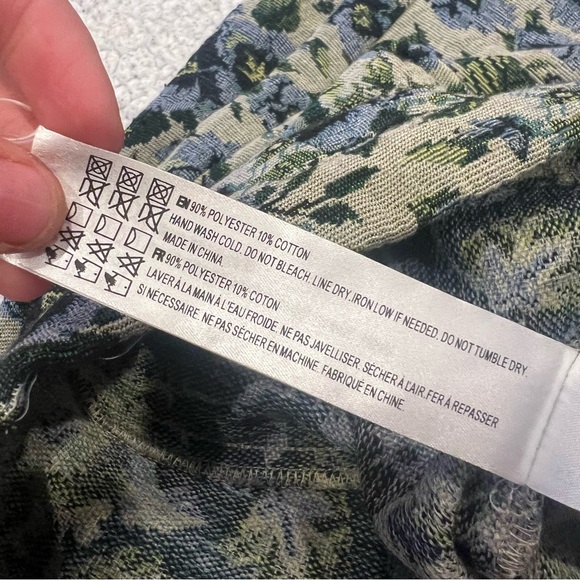 EN 90% POLYESTER 10% COTTON
HAND WASH COLD. DO NOT BLEACH. LINE DRY. IRON LOW IF NEEDED. DO NOT TUMBLE DRY.
MADE IN CHINA
FR 90% POLYESTER 10% COTON
LAVER À LA MAIN À L'EAU FROIDE. NE PAS JAVELLISER. SÉCHER À L'AIR. FER À REPASSER
SI NÉCESSAIRE. NE PAS SÉCHER EN MACHINE. FABRIQUÉ EN CHINE.